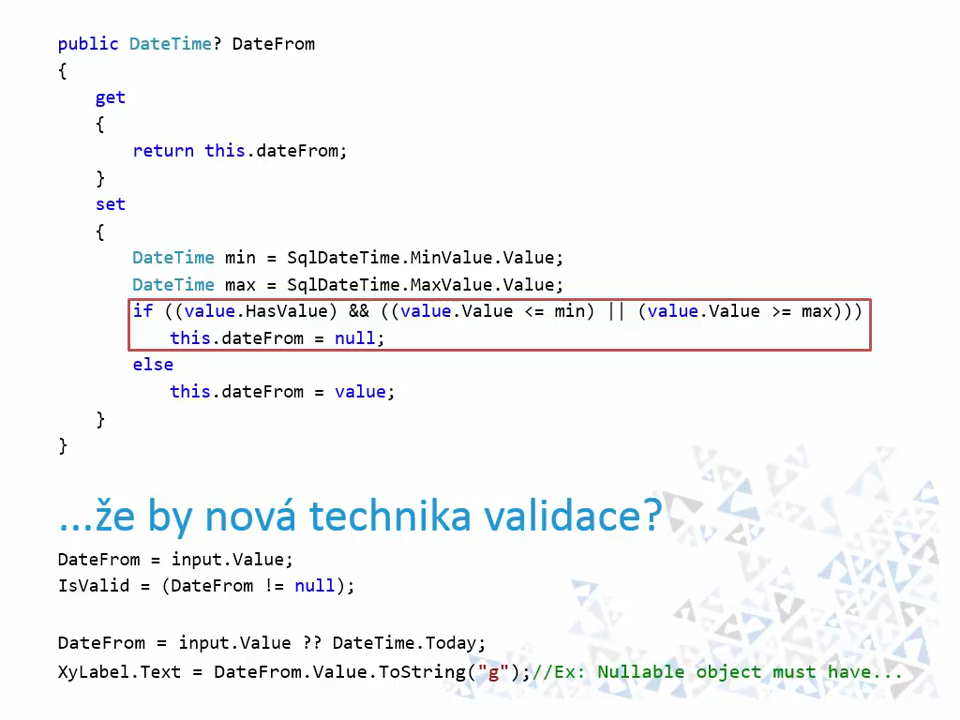 public DateTime? DateFrom
{
get
{
return this.dateFrom;
}
set
{
DateTime min = SqlDateTime.MinValue.Value;
DateTime max = SqlDateTime.MaxValue.Value;
if ((value.HasValue) && ((value.Value <= min) || (value.Value >= max)))
this.dateFrom = null;
else
this.dateFrom = value;
}
}
...že by nová technika validace?
DateFrom = input.Value;
IsValid = (DateFrom != null);
DateFrom = input.Value ?? DateTime.Today;
XyLabel.Text = DateFrom.Value.ToString("g");//Ex: Nullable object must have...